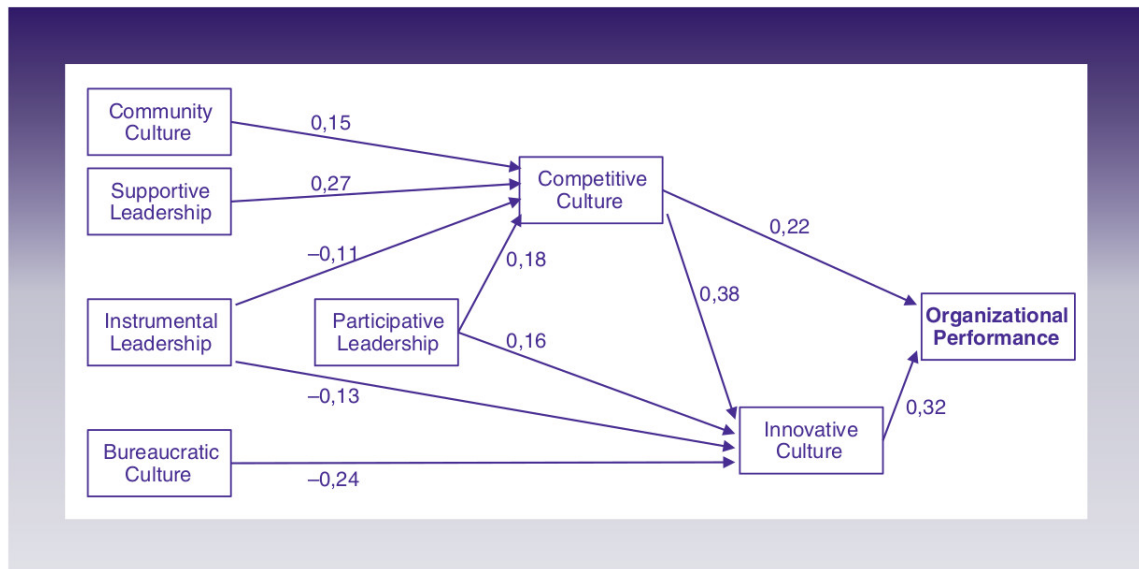 Community
Culture
0,15
Supportive
Leadership
0,27
Competitive
Culture
–0,11
0,18
0,22
Instrumental
Leadership
Participative
Leadership
0,38
Organizational
Performance
0,16
–0,13
0,32
Bureaucratic
Culture
–0,24
Innovative
Culture